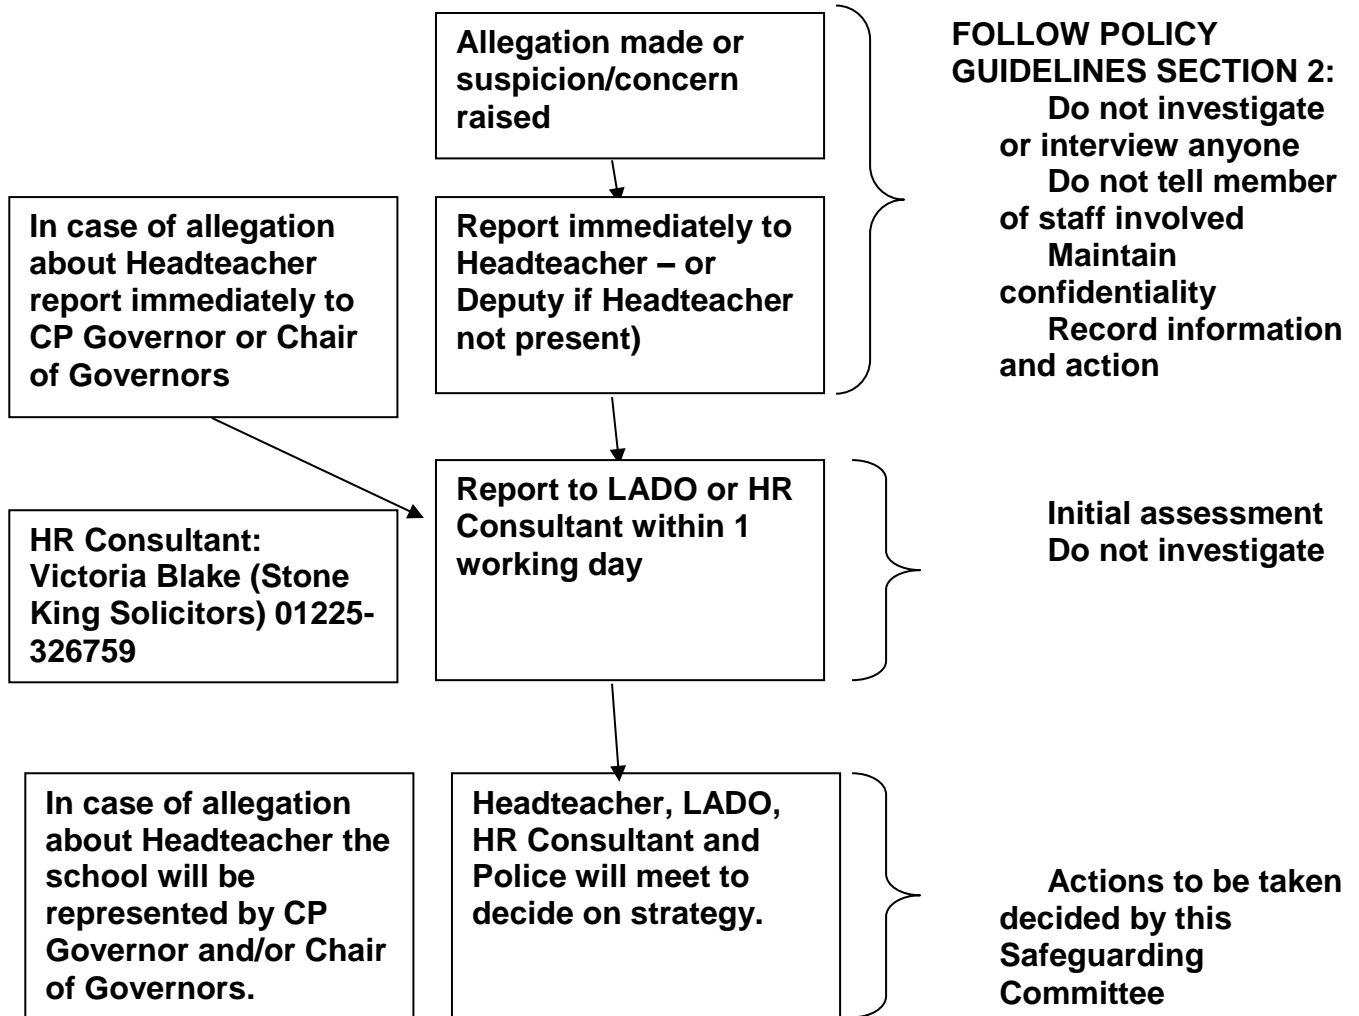 Allegation made or
suspicion/concern
raised
FOLLOW POLICY
GUIDELINES SECTION 2:
Do not investigate
or interview anyone
Do not tell member
of staff involved
Maintain
confidentiality
Record information
and action
In case of allegation
about Headteacher
report immediately to
CP Governor or Chair
of Governors
Report immediately to
Headteacher – or
Deputy if Headteacher
not present)
HR Consultant:
Victoria Blake (Stone
King Solicitors) 01225-
326759
Report to LADO or HR
Consultant within 1
working day
Initial assessment
Do not investigate
In case of allegation
about Headteacher the
school will be
represented by CP
Governor and/or Chair
of Governors.
Headteacher, LADO,
HR Consultant and
Police will meet to
decide on strategy.
Actions to be taken
decided by this
Safeguarding
Committee